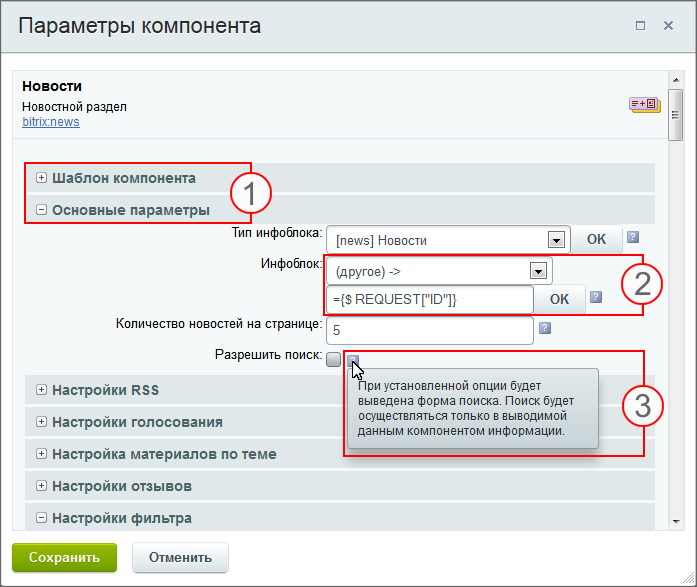 Параметры компонента
Новости
Новостной раздел
bitrix:news
Шаблон компонента
1
Основные параметры
Тип инфоблока: [news] Новости OK ?
Инфоблок: (другое) ->
2
={$ REQUEST["ID"]} OK ?
Количество новостей на странице: 5 ?
Разрешить поиск: ?
При установленной опции будет
выведена форма поиска. Поиск будет
осуществляться только в выводимой
данным компонентом информации.
3
Настройки RSS
Настройки голосования
Настройка материалов по теме
Настройки отзывов
Настройки фильтра
Сохранить Отменить